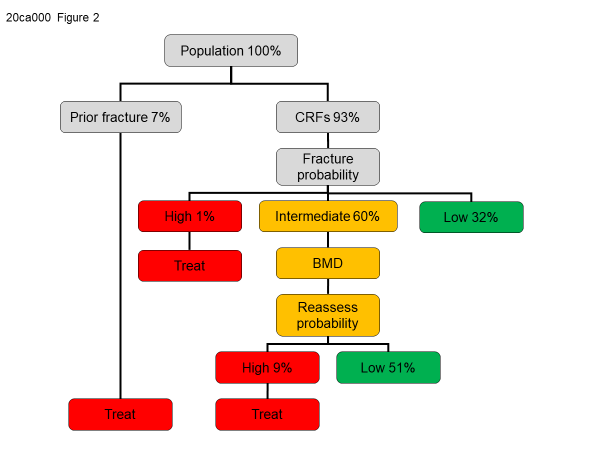 20ca000 Figure 2
Population 100%
Prior fracture 7%
CRFs 93%
Fracture
probability
High 1%
Intermediate 60%
Low 32%
Treat
BMD
Reassess
probability
High 9%
Low 51%
Treat
Treat